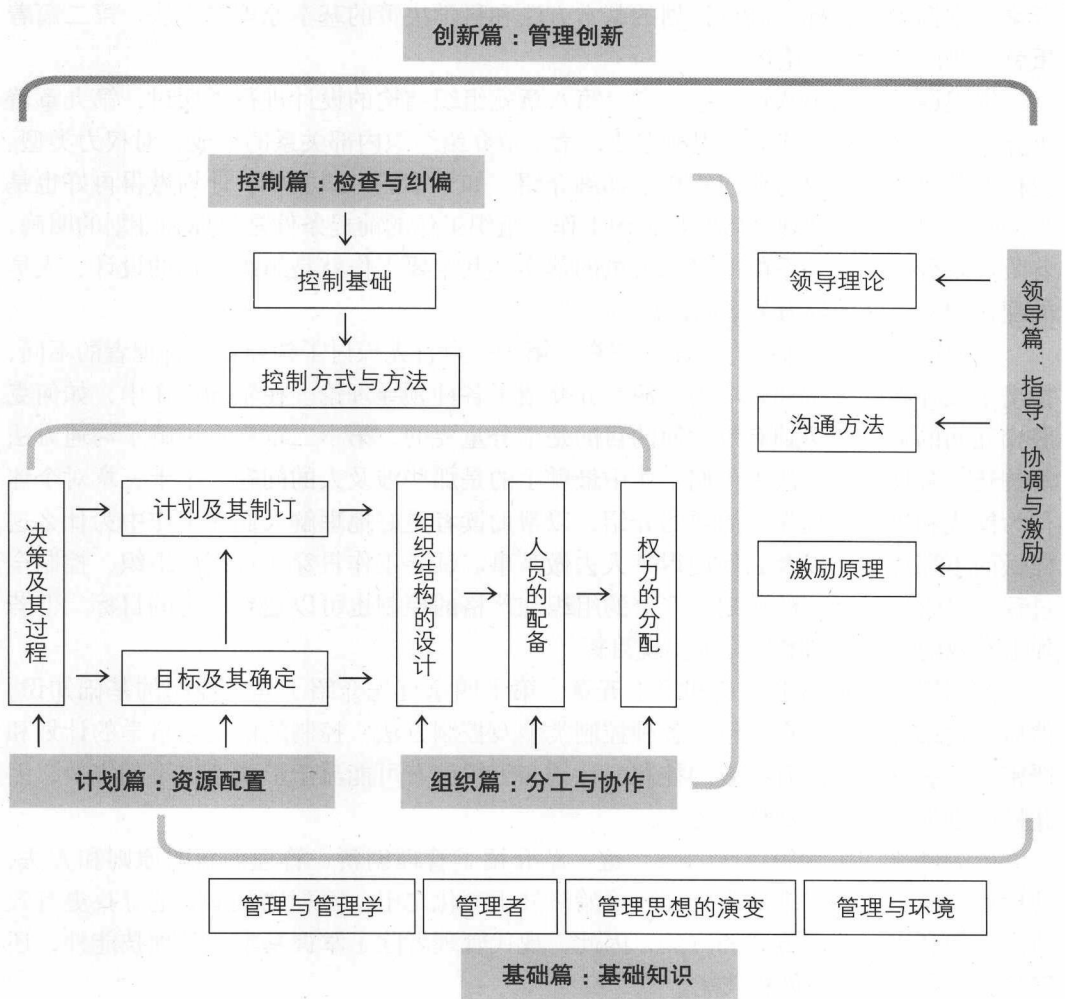 创新篇：管理创新
控制篇：检查与纠偏
控制基础
控制方式与方法
领导理论
沟通方法
激励原理
领导篇：指导、协调与激励
决策及其过程
计划及其制订
目标及其确定
组织结构的设计
人员的配备
权力的分配
计划篇：资源配置
组织篇：分工与协作
管理与管理学
管理者
管理思想的演变
管理与环境
基础篇：基础知识